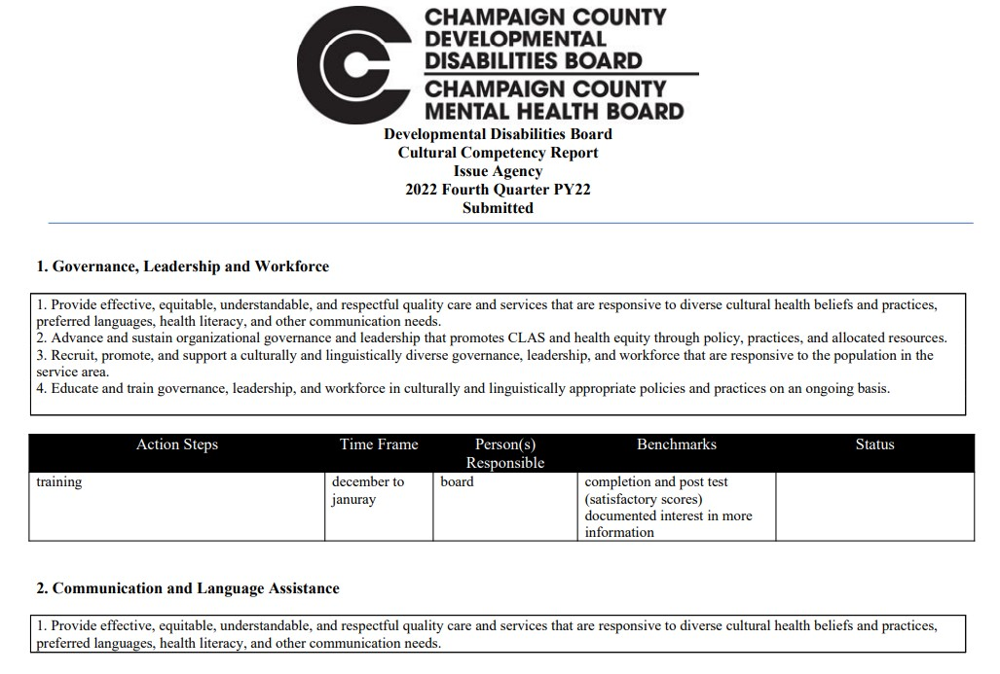 CHAMPAIGN COUNTY
DEVELOPMENTAL
DISABILITIES BOARD
CHAMPAIGN COUNTY
MENTAL HEALTH BOARD
Developmental Disabilities Board
Cultural Competency Report
Issue Agency
2022 Fourth Quarter PY22
Submitted
1. Governance, Leadership and Workforce
1. Provide effective, equitable, understandable, and respectful quality care and services that are responsive to diverse cultural health beliefs and practices,
preferred languages, health literacy, and other communication needs.
2. Advance and sustain organizational governance and leadership that promotes CLAS and health equity through policy, practices, and allocated resources.
3. Recruit, promote, and support a culturally and linguistically diverse governance, leadership, and workforce that are responsive to the population in the
service area.
4. Educate and train governance, leadership, and workforce in culturally and linguistically appropriate policies and practices on an ongoing basis.
Action Steps
Time Frame
Person(s)
Responsible
Benchmarks
Status
training
december to
januray
board
completion and post test
(satisfactory scores)
documented interest in more
information
2. Communication and Language Assistance
1. Provide effective, equitable, understandable, and respectful quality care and services that are responsive to diverse cultural health beliefs and practices,
preferred languages, health literacy, and other communication needs.